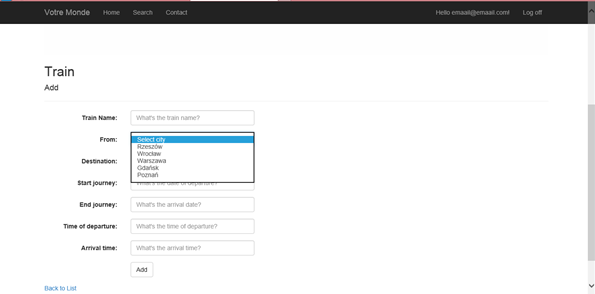 Votre Monde Home Search Contact Hello emaail@emaail.com! Log off
Train
Add
Train Name: What's the train name?
From: Select city
Rzeszów
Wrocław
Destination: Warszawa
Gdańsk
Poznań
Start journey: What's the date of departure?
End journey: What's the arrival date?
Time of departure: What's the time of departure?
Arrival time: What's the arrival time?
Add
Back to List